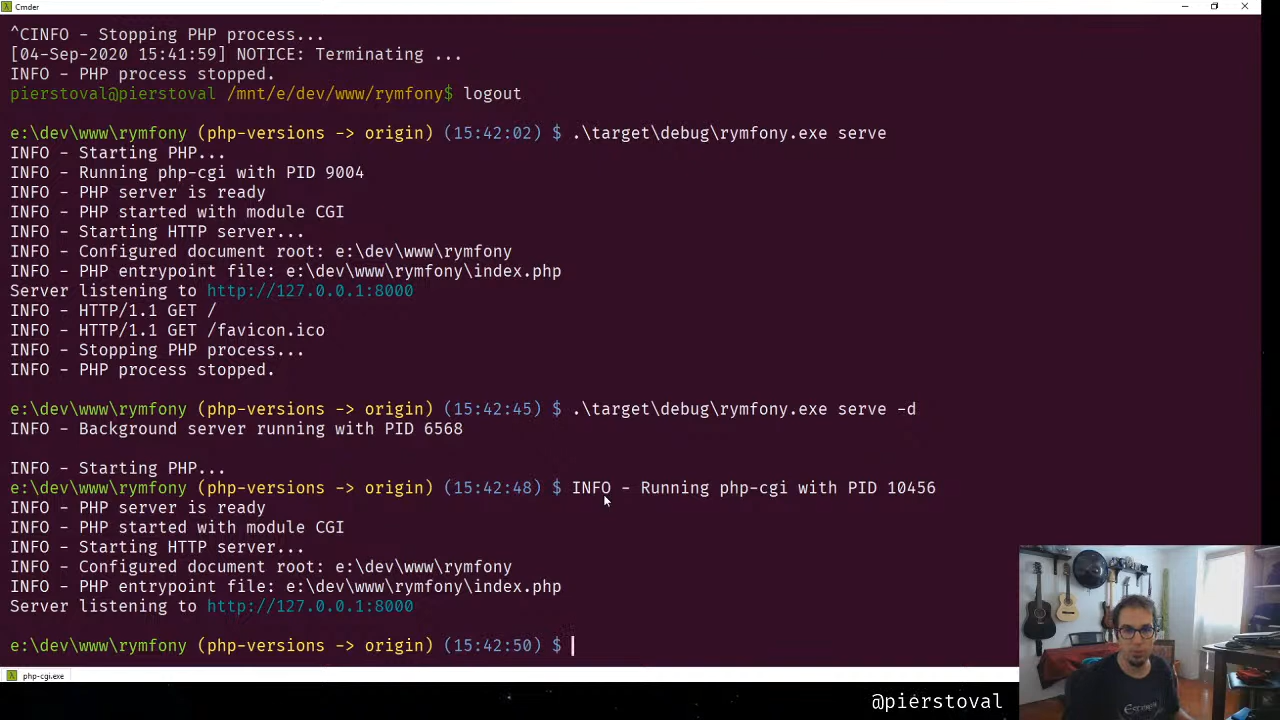 Cmder
^CINFO - Stopping PHP process...
[04-Sep-2020 15:41:59] NOTICE: Terminating ...
INFO - PHP process stopped.
pierstoval@pierstoval /mnt/e/dev/www/rymfony$ logout
e:\dev\www\rymfony (php-versions -> origin) (15:42:02) $ .\target\debug\rymfony.exe serve
INFO - Starting PHP...
INFO - Running php-cgi with PID 9004
INFO - PHP server is ready
INFO - PHP started with module CGI
INFO - Starting HTTP server...
INFO - Configured document root: e:\dev\www\rymfony
INFO - PHP entrypoint file: e:\dev\www\rymfony\index.php
Server listening to http://127.0.0.1:8000
INFO - HTTP/1.1 GET /
INFO - HTTP/1.1 GET /favicon.ico
INFO - Stopping PHP process...
INFO - PHP process stopped.
e:\dev\www\rymfony (php-versions -> origin) (15:42:45) $ .\target\debug\rymfony.exe serve -d
INFO - Background server running with PID 6568
INFO - Starting PHP...
e:\dev\www\rymfony (php-versions -> origin) (15:42:48) $ INFO - Running php-cgi with PID 10456
INFO - PHP server is ready
INFO - PHP started with module CGI
INFO - Starting HTTP server...
INFO - Configured document root: e:\dev\www\rymfony
INFO - PHP entrypoint file: e:\dev\www\rymfony\index.php
Server listening to http://127.0.0.1:8000
e:\dev\www\rymfony (php-versions -> origin) (15:42:50) $
php-cgi.exe
@pierstoval